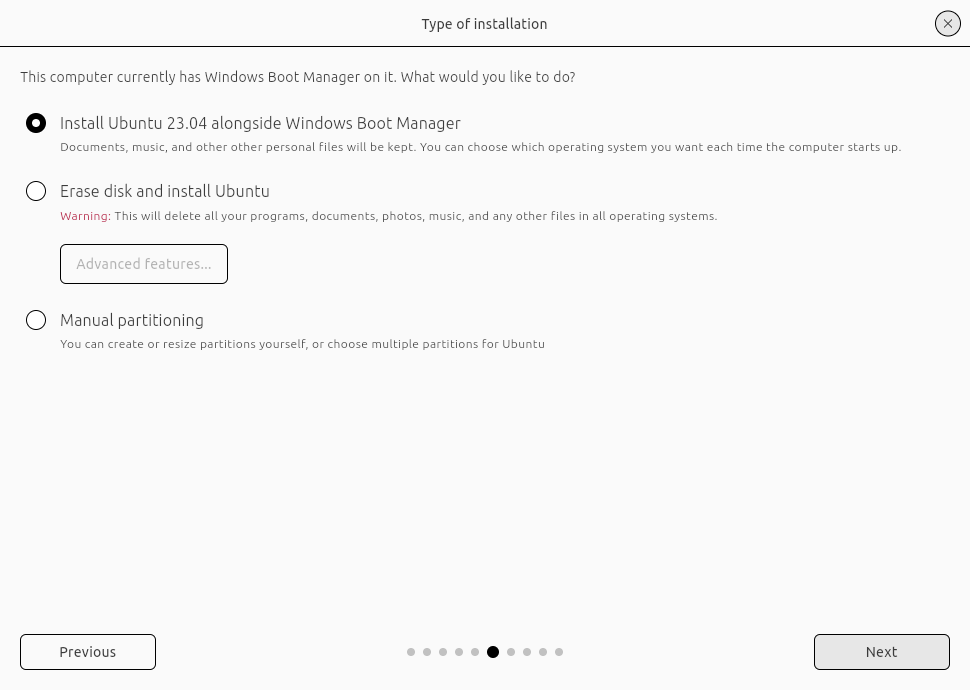 Type of installation
This computer currently has Windows Boot Manager on it. What would you like to do?
Install Ubuntu 23.04 alongside Windows Boot Manager
Documents, music, and other other personal files will be kept. You can choose which operating system you want each time the computer starts up.
Erase disk and install Ubuntu
Warning: This will delete all your programs, documents, photos, music, and any other files in all operating systems.
Advanced features...
Manual partitioning
You can create or resize partitions yourself, or choose multiple partitions for Ubuntu
Previous
Next